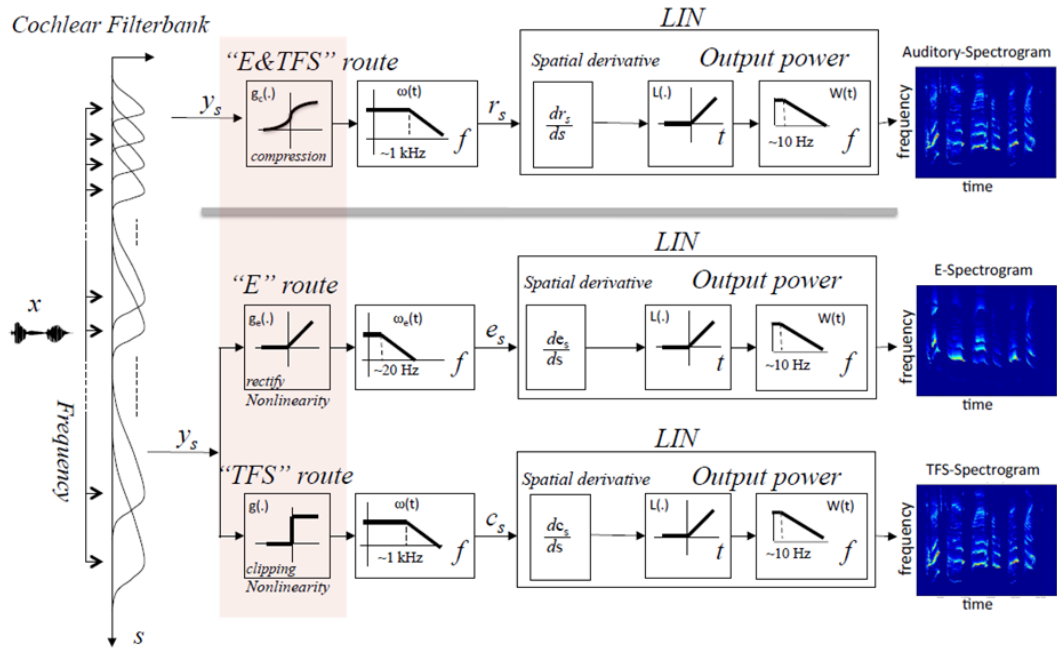 Cochlear Filterbank
x
Frequency
s
y_s
"E&TFS" route
g_c(.)
compression
ω(t)
~1 kHz
f
r_s
LIN
Spatial derivative
dr_s
ds
Output power
L(.)
t
W(t)
~10 Hz
f
Auditory-Spectrogram
frequency
time
y_s
"E" route
g_e(.)
rectify
Nonlinearity
ω_e(t)
~20 Hz
f
e_s
LIN
Spatial derivative
de_s
ds
Output power
L(.)
t
W(t)
~10 Hz
f
E-Spectrogram
"TFS" route
g(.)
clipping
Nonlinearity
ω(t)
~1 kHz
f
c_s
LIN
Spatial derivative
dc_s
ds
Output power
L(.)
t
W(t)
~10 Hz
f
TFS-Spectrogram
frequency
time